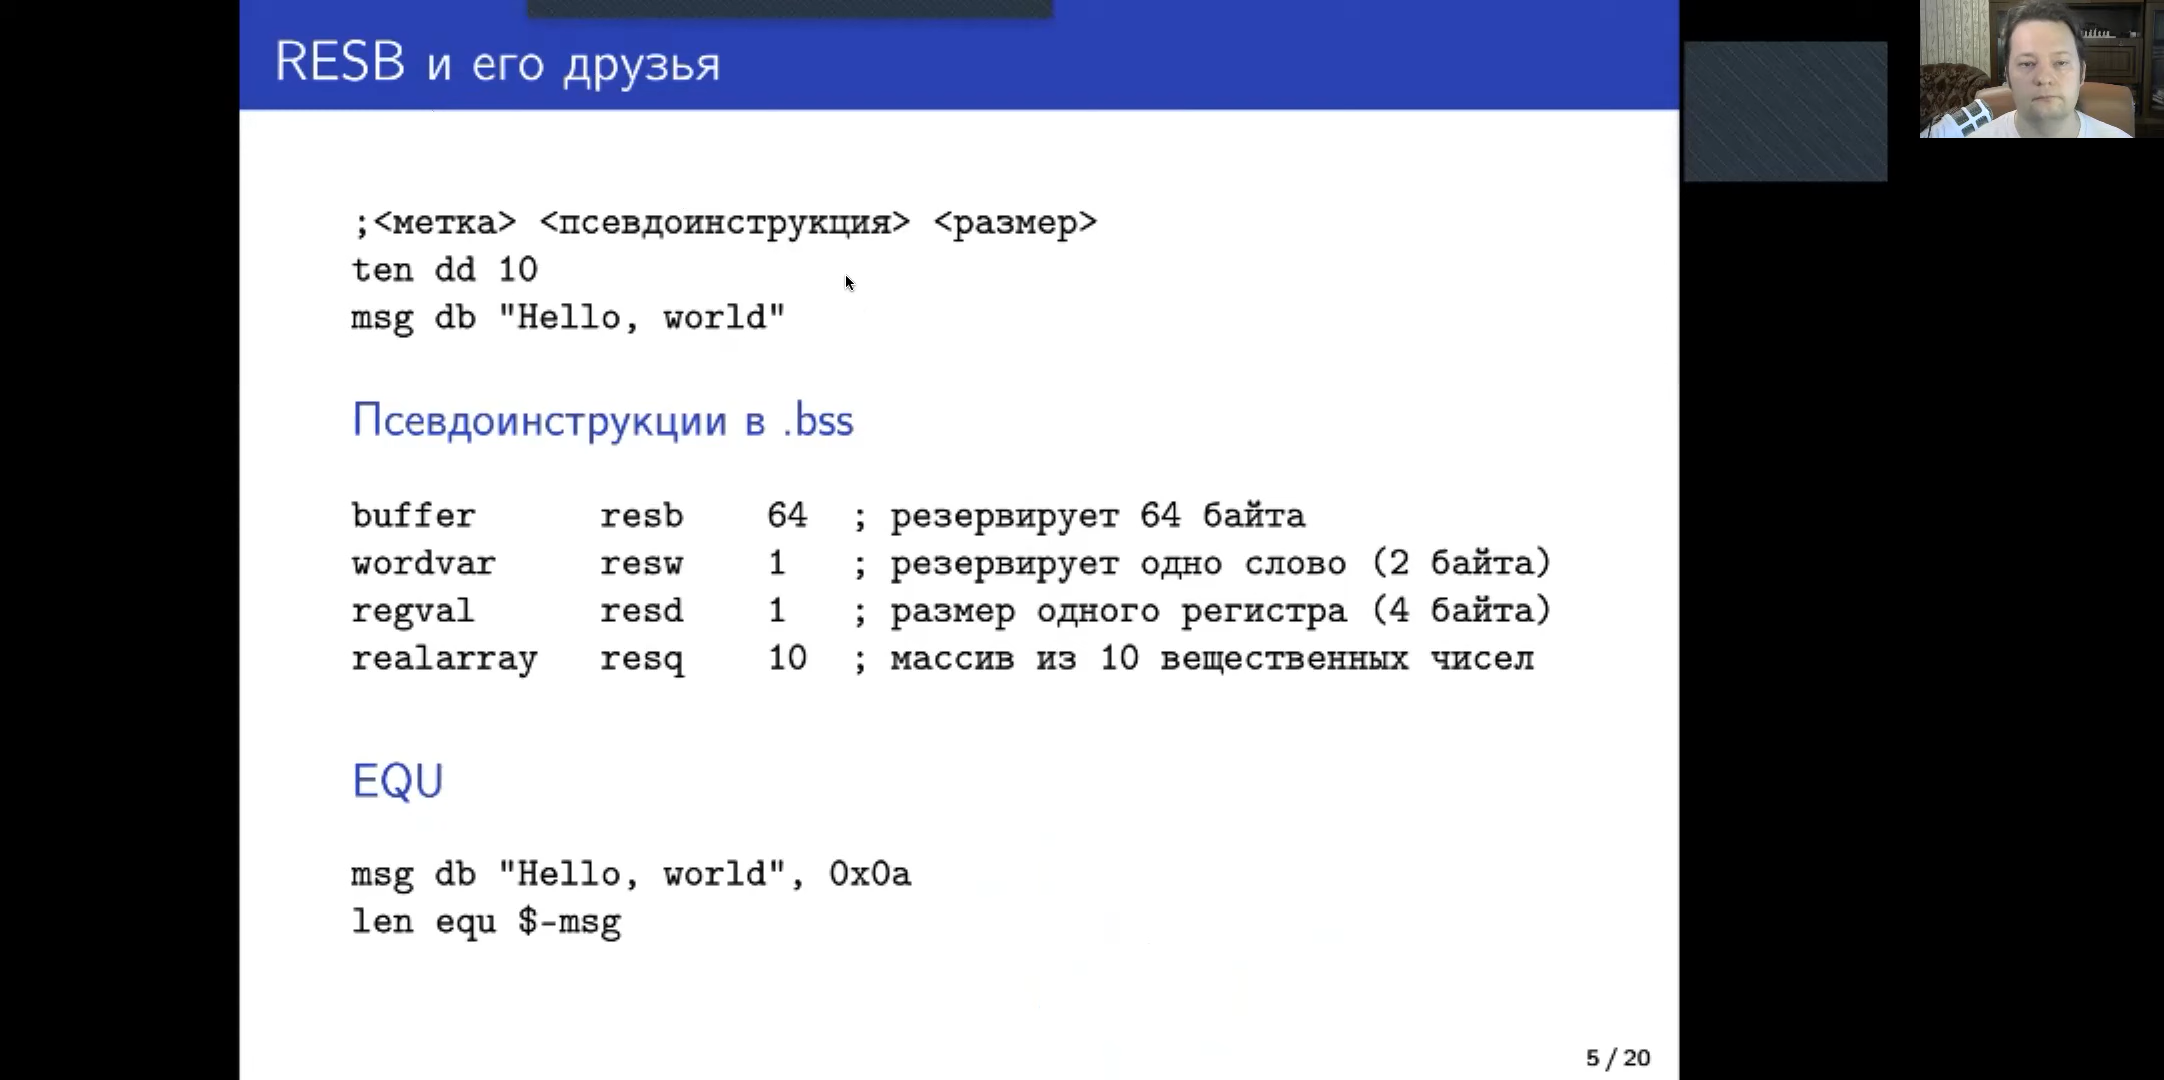 RESB и его друзья
;<метка> <псевдоинструкция> <размер>
ten dd 10
msg db "Hello, world"
Псевдоинструкции в .bss
buffer resb 64 ; резервирует 64 байта
wordvar resw 1 ; резервирует одно слово (2 байта)
regval resd 1 ; размер одного регистра (4 байта)
realarray resq 10 ; массив из 10 вещественных чисел
EQU
msg db "Hello, world", 0x0a
len equ $-msg
5 / 20